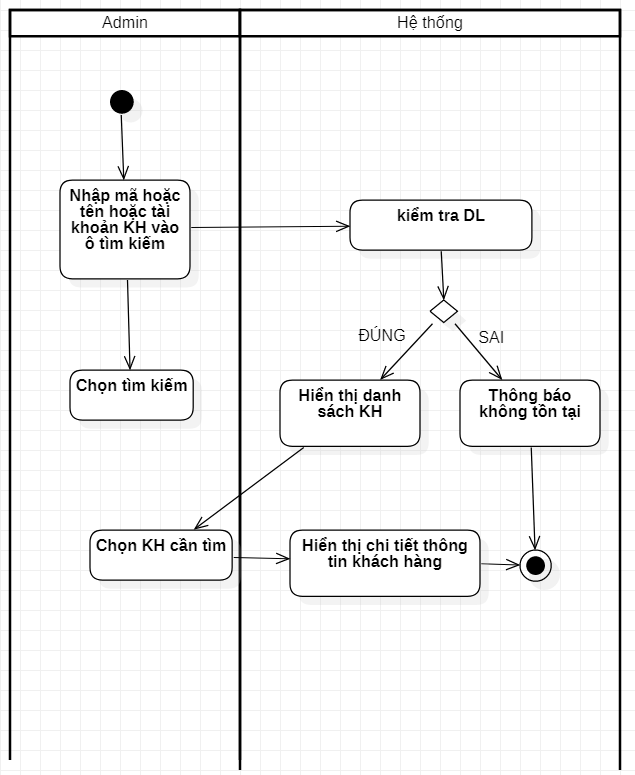 Admin
Hệ thống
Nhập mã hoặc
tên hoặc tài
khoản KH vào
ô tìm kiếm
kiểm tra DL
ĐÚNG
SAI
Chọn tìm kiếm
Hiển thị danh
sách KH
Thông báo
không tồn tại
Chọn KH cần tìm
Hiển thị chi tiết thông
tin khách hàng